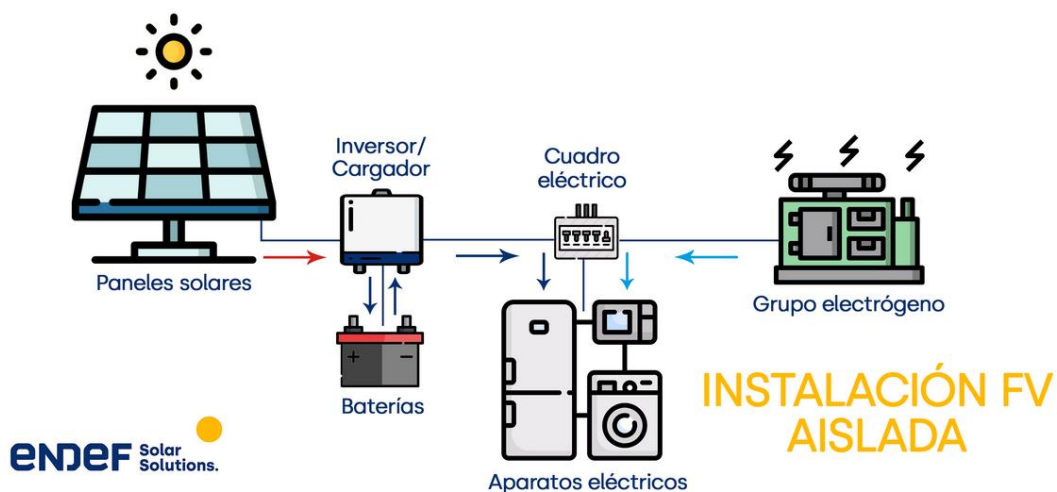 Inversor/
Cargador
Cuadro
eléctrico
Paneles solares
Grupo electrógeno
+ -
Baterías
INSTALACIÓN FV
AISLADA
enDeF Solar
Solutions.
Aparatos eléctricos